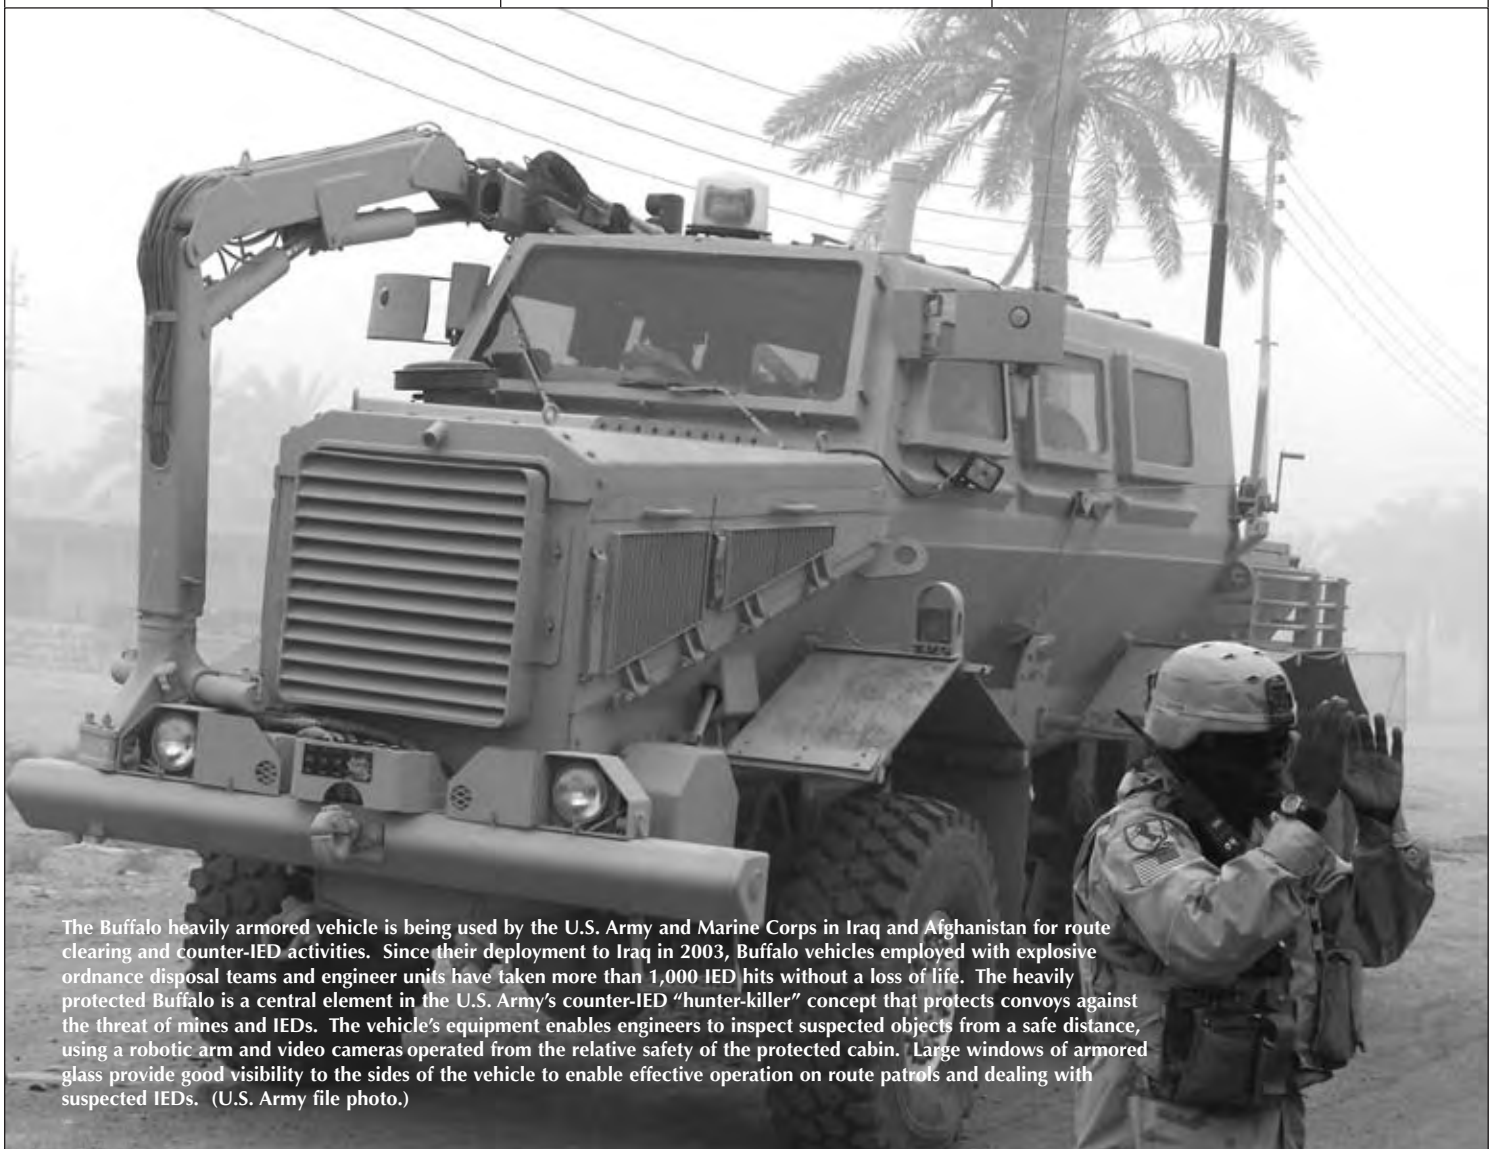 The Buffalo heavily armored vehicle is being used by the U.S. Army and Marine Corps in Iraq and Afghanistan for route
clearing and counter-IED activities.  Since their deployment to Iraq in 2003, Buffalo vehicles employed with explosive
ordnance disposal teams and engineer units have taken more than 1,000 IED hits without a loss of life.  The heavily
protected Buffalo is a central element in the U.S. Army’s counter-IED “hunter-killer” concept that protects convoys against
the threat of mines and IEDs.  The vehicle’s equipment enables engineers to inspect suspected objects from a safe distance,
using a robotic arm and video cameras operated from the relative safety of the protected cabin.  Large windows of armored
glass provide good visibility to the sides of the vehicle to enable effective operation on route patrols and dealing with
suspected IEDs.  (U.S. Army file photo.)